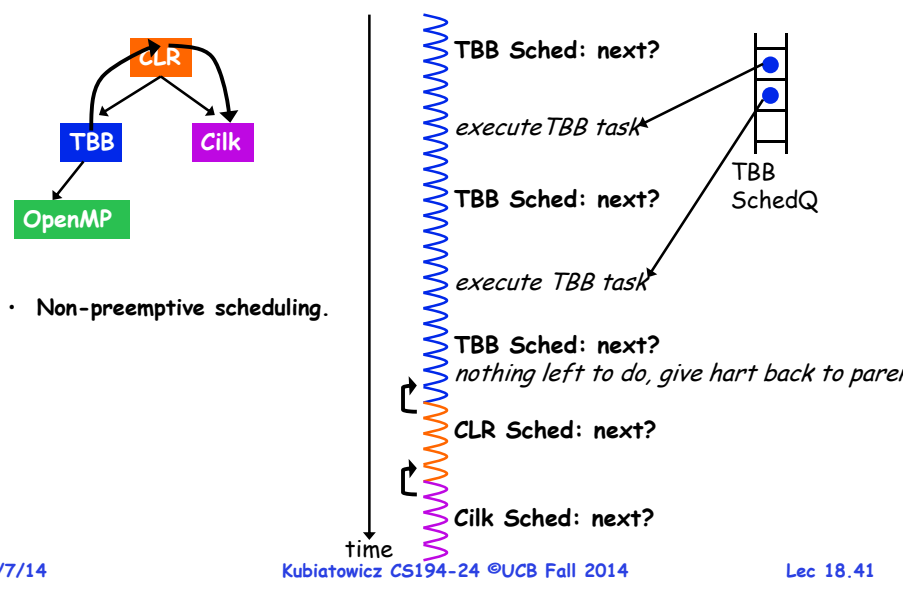 CLR
TBB
Cilk
OpenMP
• Non-preemptive scheduling.
TBB Sched: next?
execute TBB task
TBB Sched: next?
execute TBB task
TBB Sched: next?
nothing left to do, give hart back to paren
CLR Sched: next?
Cilk Sched: next?
TBB
SchedQ
time
/7/14
Kubiatowicz CS194-24 ©UCB Fall 2014
Lec 18.41